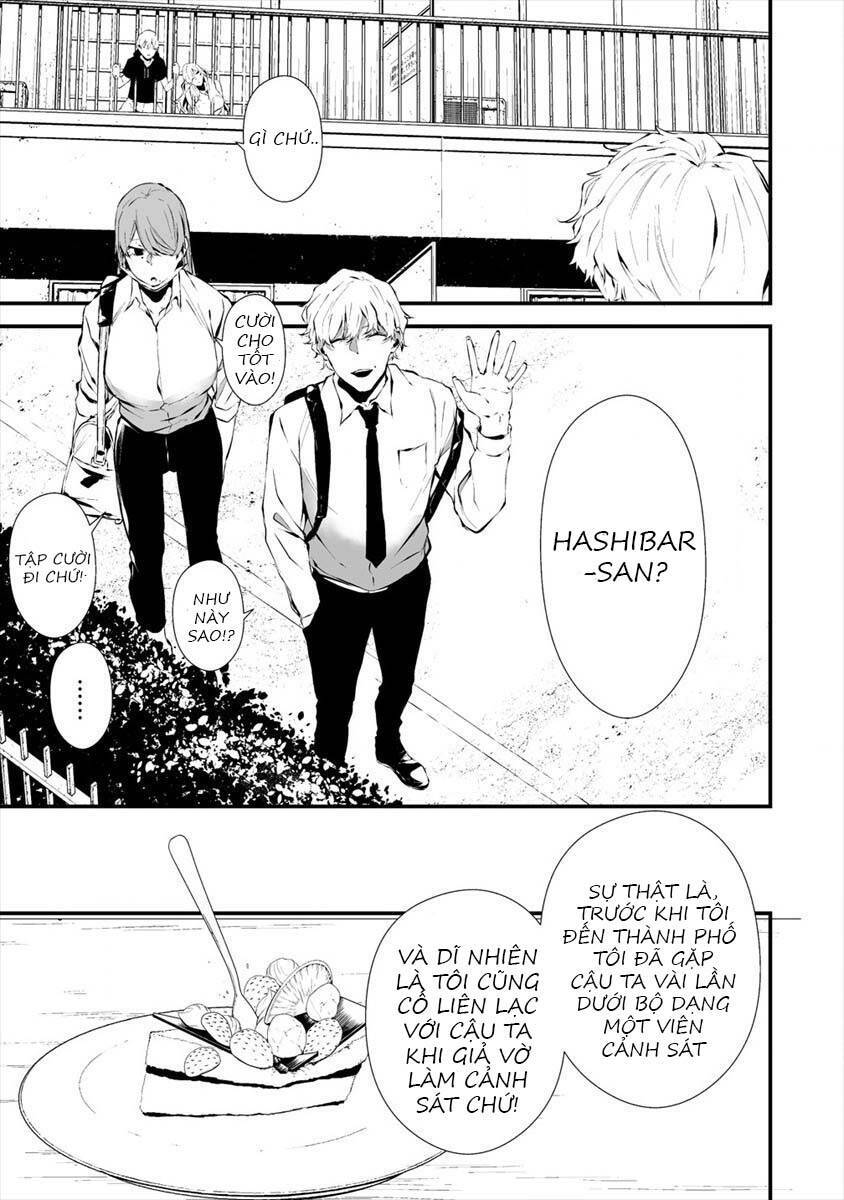 GÌ CHỨ..
HASHIBAR
-SAN?
CƯỜI
CHO
TỐT
VÀO!
TẬP CƯỜI
ĐI CHỨ!
NHƯ
NÀY
SAO!?
......
SỰ THẬT LÀ,
TRƯỚC KHI TÔI
ĐẾN THÀNH PHỐ
TÔI ĐÃ GẶP
CẬU TA VÀI LẦN
DƯỚI BỘ DẠNG
MỘT VIÊN
CẢNH SÁT
VÀ DĨ NHIÊN
LÀ TÔI CŨNG
CỐ LIÊN LẠC
VỚI CẬU TA
KHI GIẢ VỜ
LÀM CẢNH
SÁT CHỨ!